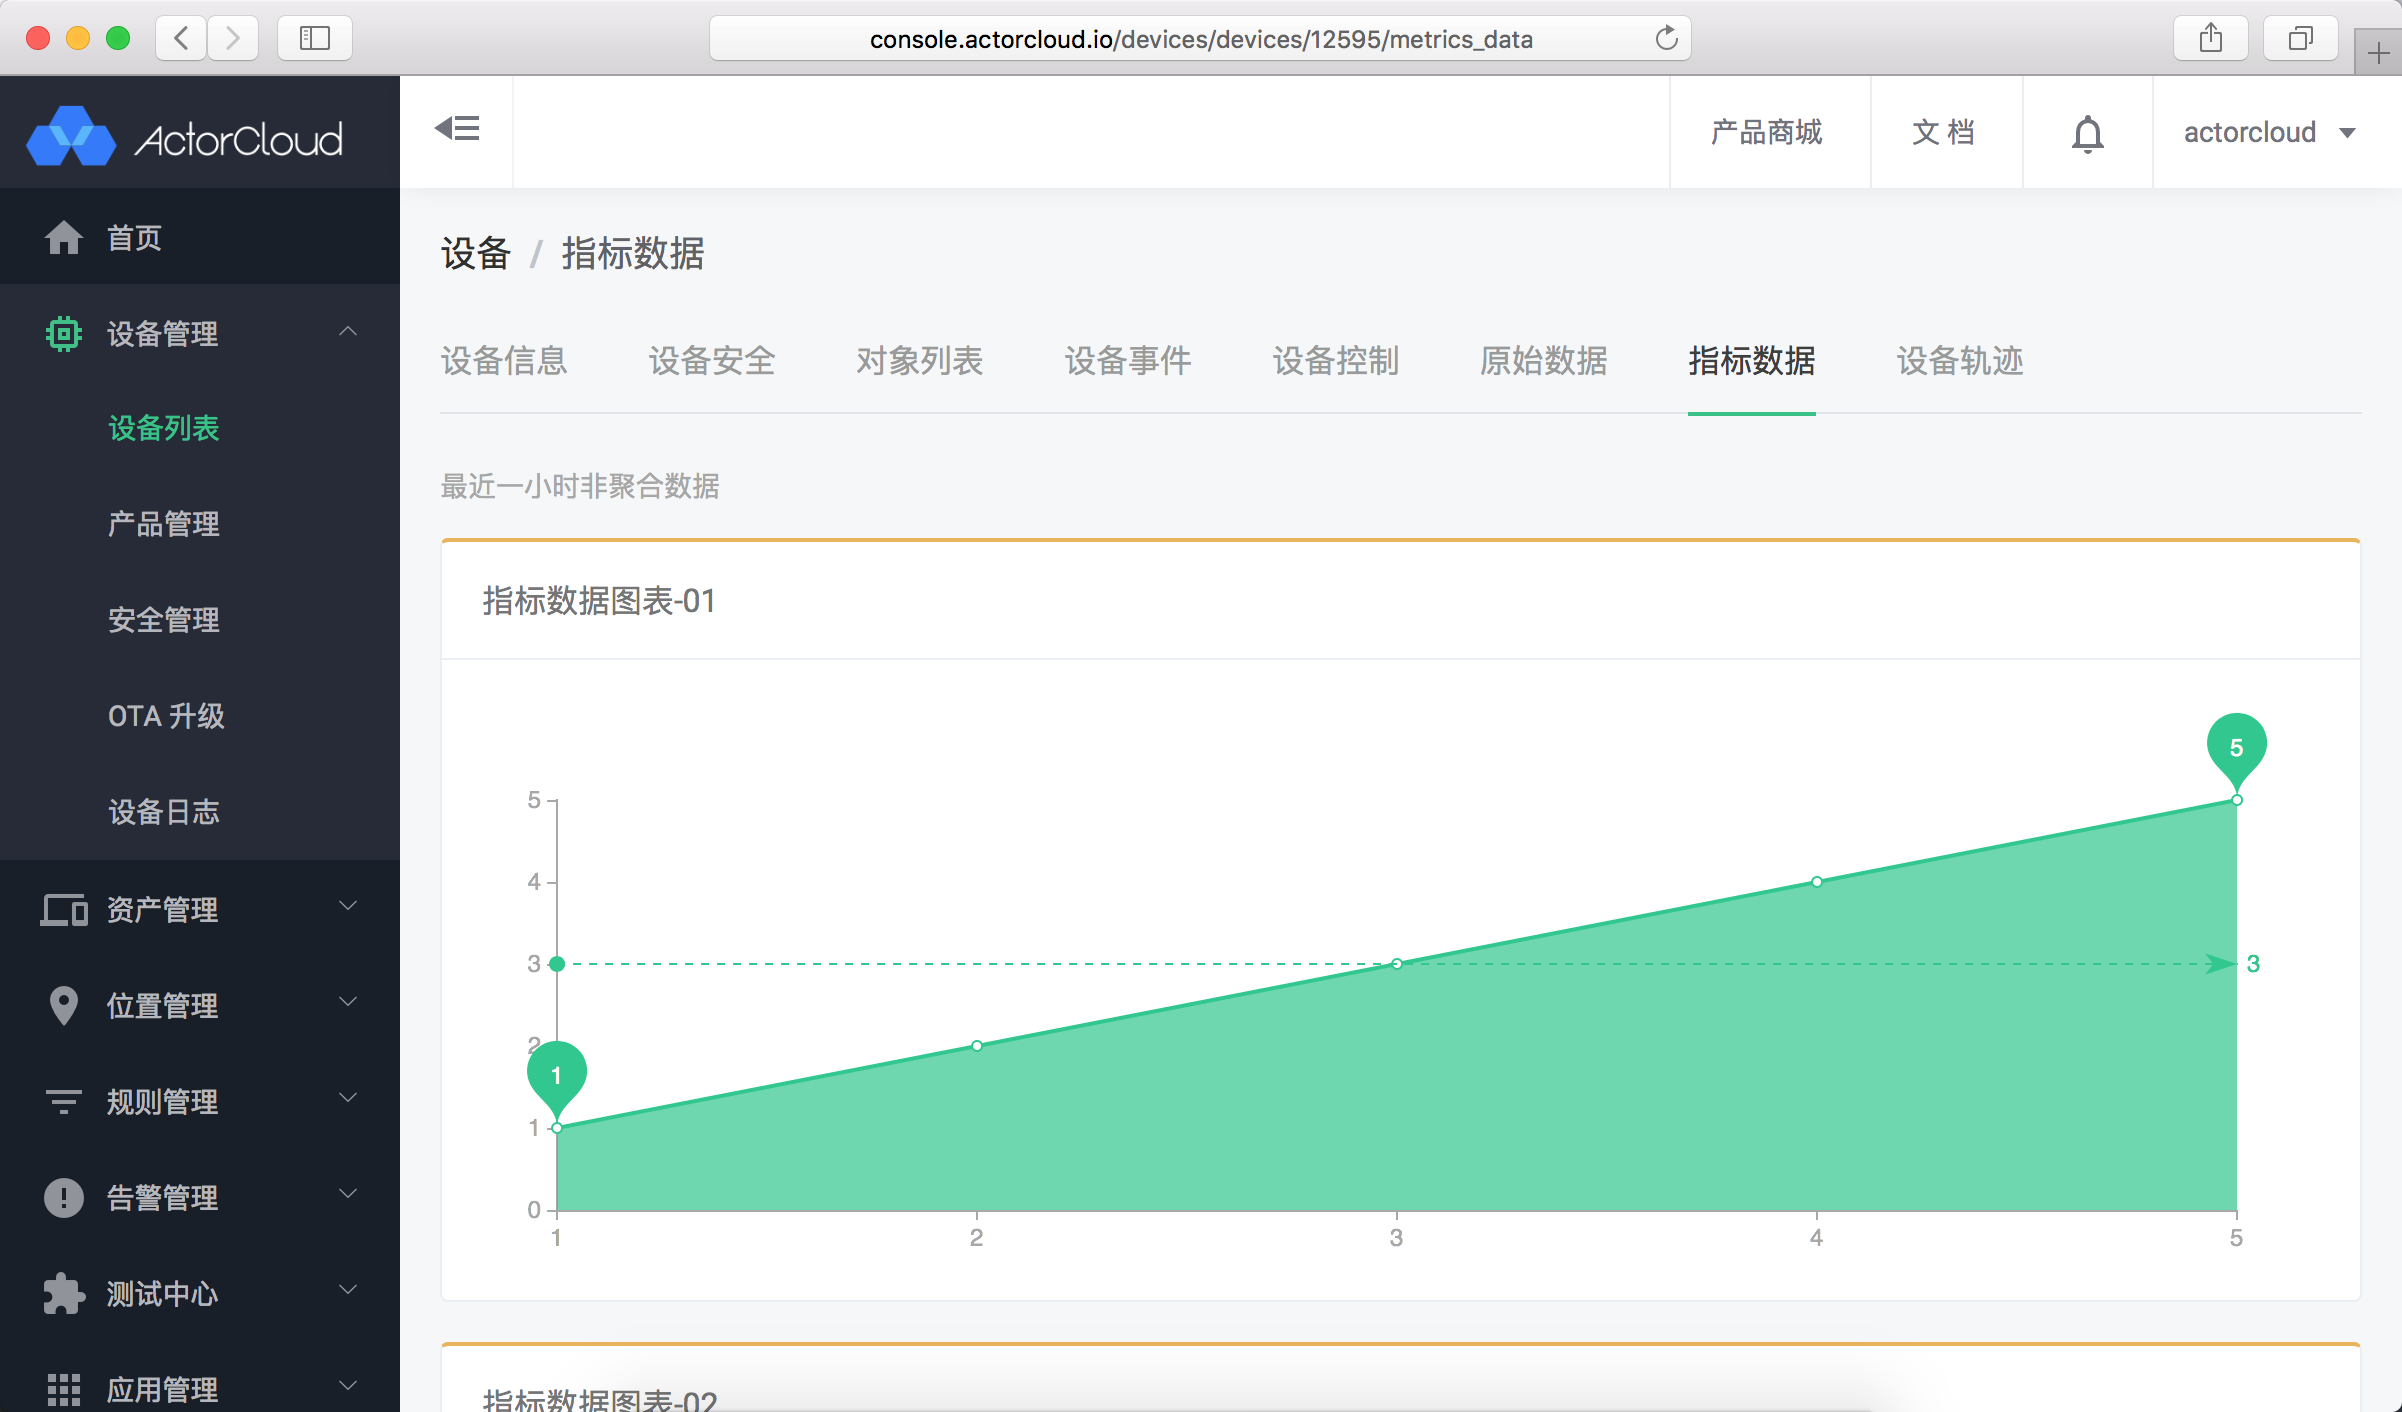 console.actorcloud.io/devices/devices/12595/metrics_data
ActorCloud
产品商城
文 档
actorcloud
首页
设备管理
设备列表
产品管理
安全管理
OTA 升级
设备日志
资产管理
位置管理
规则管理
告警管理
测试中心
应用管理
设备 / 指标数据
设备信息 设备安全 对象列表 设备事件 设备控制 原始数据 指标数据 设备轨迹
最近一小时非聚合数据
指标数据图表-01
5
5
4
3
3
2
1
1
0
1 2 3 4 5
指标数据图表-02